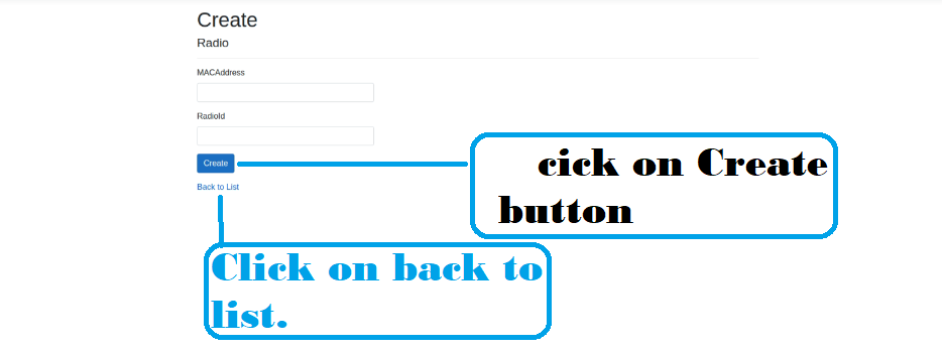 Create
Radio
MACAddress
RadioId
Create
cick on Create
button
Back to List
Click on back to
list.